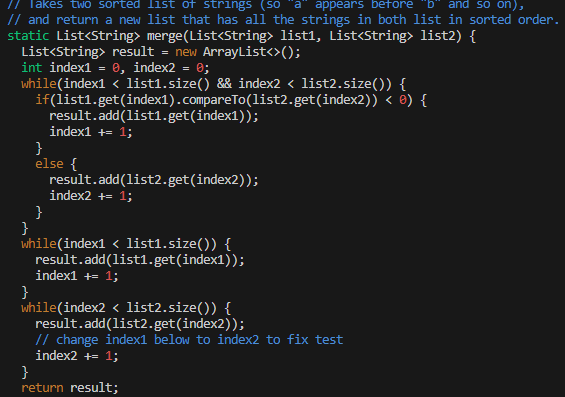 // Takes two sorted list of strings (so "a" appears before "b" and so on),
// and return a new list that has all the strings in both list in sorted order.
static List<String> merge(List<String> list1, List<String> list2) {
List<String> result = new ArrayList<>();
int index1 = 0, index2 = 0;
while(index1 < list1.size() && index2 < list2.size()) {
if(list1.get(index1).compareTo(list2.get(index2)) < 0) {
result.add(list1.get(index1));
index1 += 1;
}
else {
result.add(list2.get(index2));
index2 += 1;
}
}
while(index1 < list1.size()) {
result.add(list1.get(index1));
index1 += 1;
}
while(index2 < list2.size()) {
result.add(list2.get(index2));
// change index1 below to index2 to fix test
index2 += 1;
}
return result;